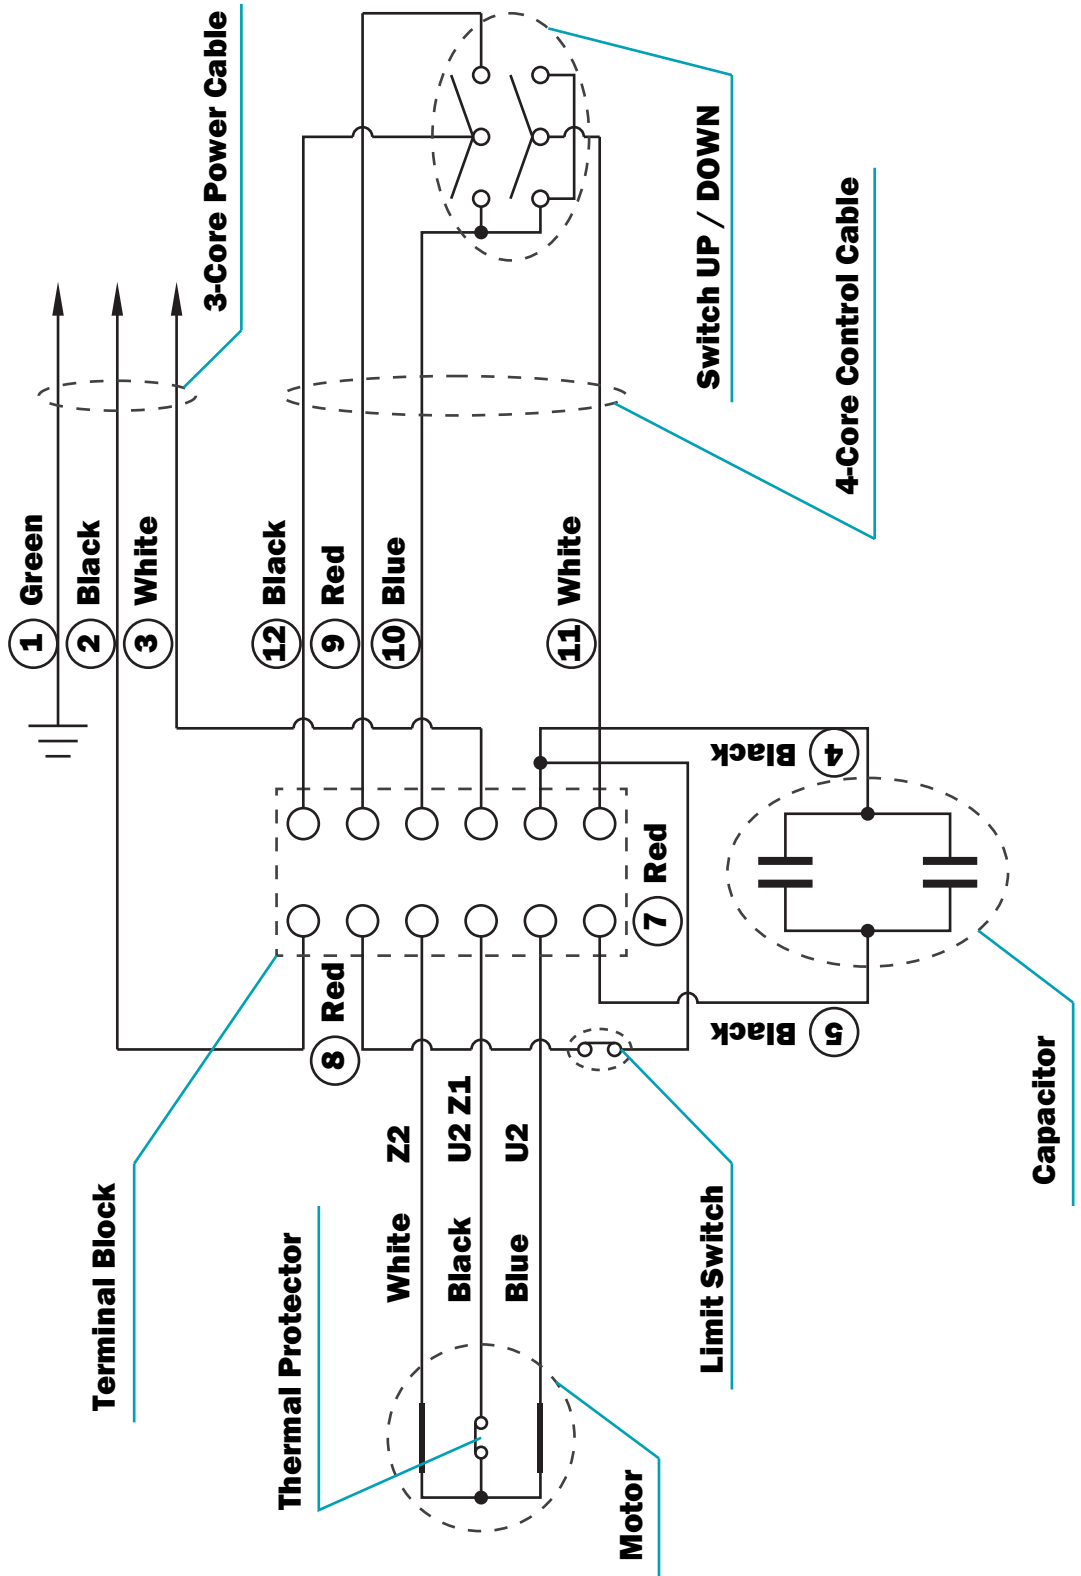 3-Core Power Cable
Switch UP / DOWN
4-Core Control Cable
1 Green
2 Black
3 White
12 Black
9 Red
10 Blue
11 White
4 Black
7 Red
8 Red
5 Black
Z2
U2 Z1
U2
White
Black
Blue
Terminal Block
Thermal Protector
Limit Switch
Capacitor
Motor